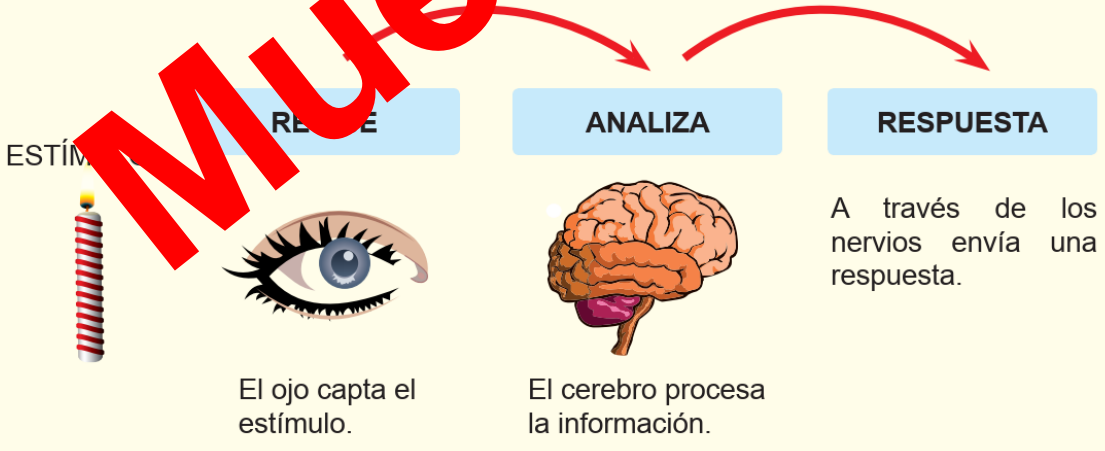 ANALIZA
RESPUESTA
A través de los
nervios envía una
respuesta.
El ojo capta el
estímulo.
El cerebro procesa
la información.